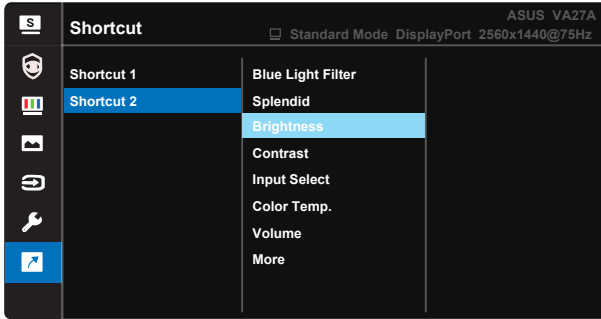 S
Shortcut
ASUS VA27A
Standard Mode DisplayPort 2560x1440@75Hz
Shortcut 1
Shortcut 2
Blue Light Filter
Splendid
Brightness
Contrast
Input Select
Color Temp.
Volume
More